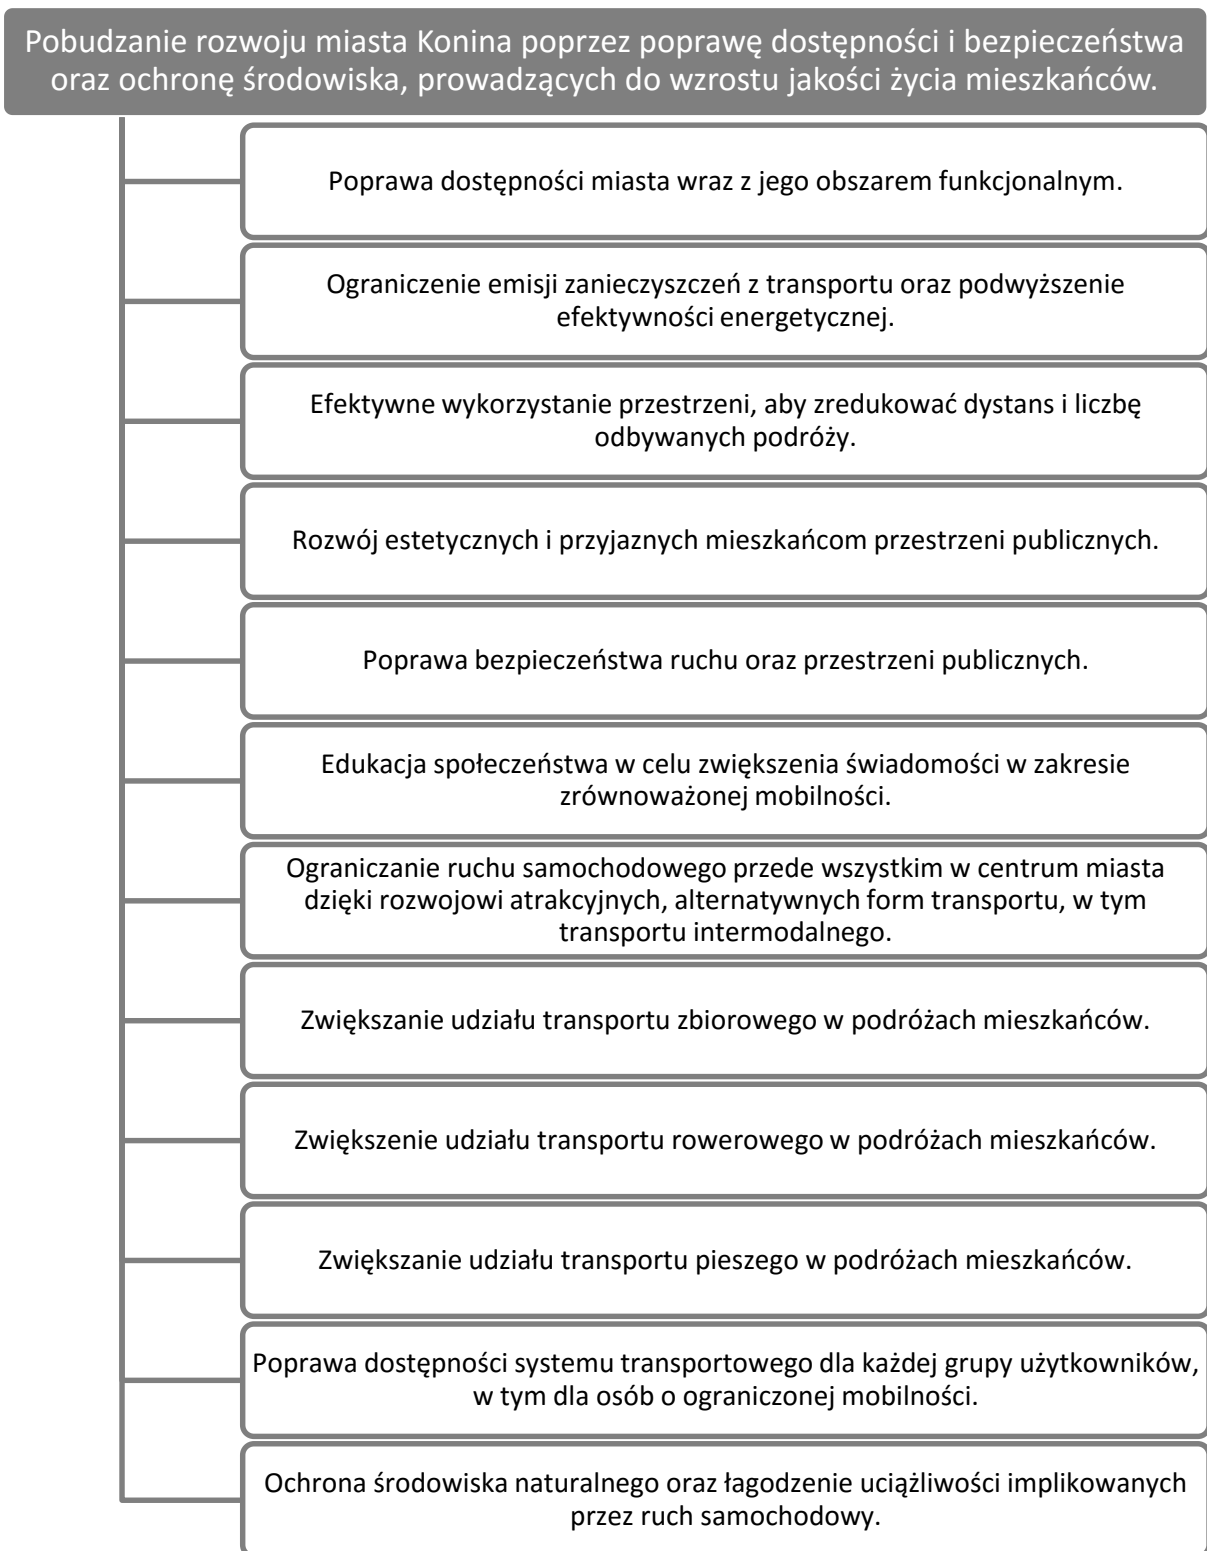 Pobudzanie rozwoju miasta Konina poprzez poprawę dostępności i bezpieczeństwa
oraz ochronę środowiska, prowadzących do wzrostu jakości życia mieszkańców.
Poprawa dostępności miasta wraz z jego obszarem funkcjonalnym.
Ograniczenie emisji zanieczyszczeń z transportu oraz podwyższenie
efektywności energetycznej.
Efektywne wykorzystanie przestrzeni, aby zredukować dystans i liczbę
odbywanych podróży.
Rozwój estetycznych i przyjaznych mieszkańcom przestrzeni publicznych.
Poprawa bezpieczeństwa ruchu oraz przestrzeni publicznych.
Edukacja społeczeństwa w celu zwiększenia świadomości w zakresie
zrównoważonej mobilności.
Ograniczanie ruchu samochodowego przede wszystkim w centrum miasta
dzięki rozwojowi atrakcyjnych, alternatywnych form transportu, w tym
transportu intermodalnego.
Zwiększanie udziału transportu zbiorowego w podróżach mieszkańców.
Zwiększenie udziału transportu rowerowego w podróżach mieszkańców.
Zwiększanie udziału transportu pieszego w podróżach mieszkańców.
Poprawa dostępności systemu transportowego dla każdej grupy użytkowników,
w tym dla osób o ograniczonej mobilności.
Ochrona środowiska naturalnego oraz łagodzenie uciążliwości implikowanych
przez ruch samochodowy.